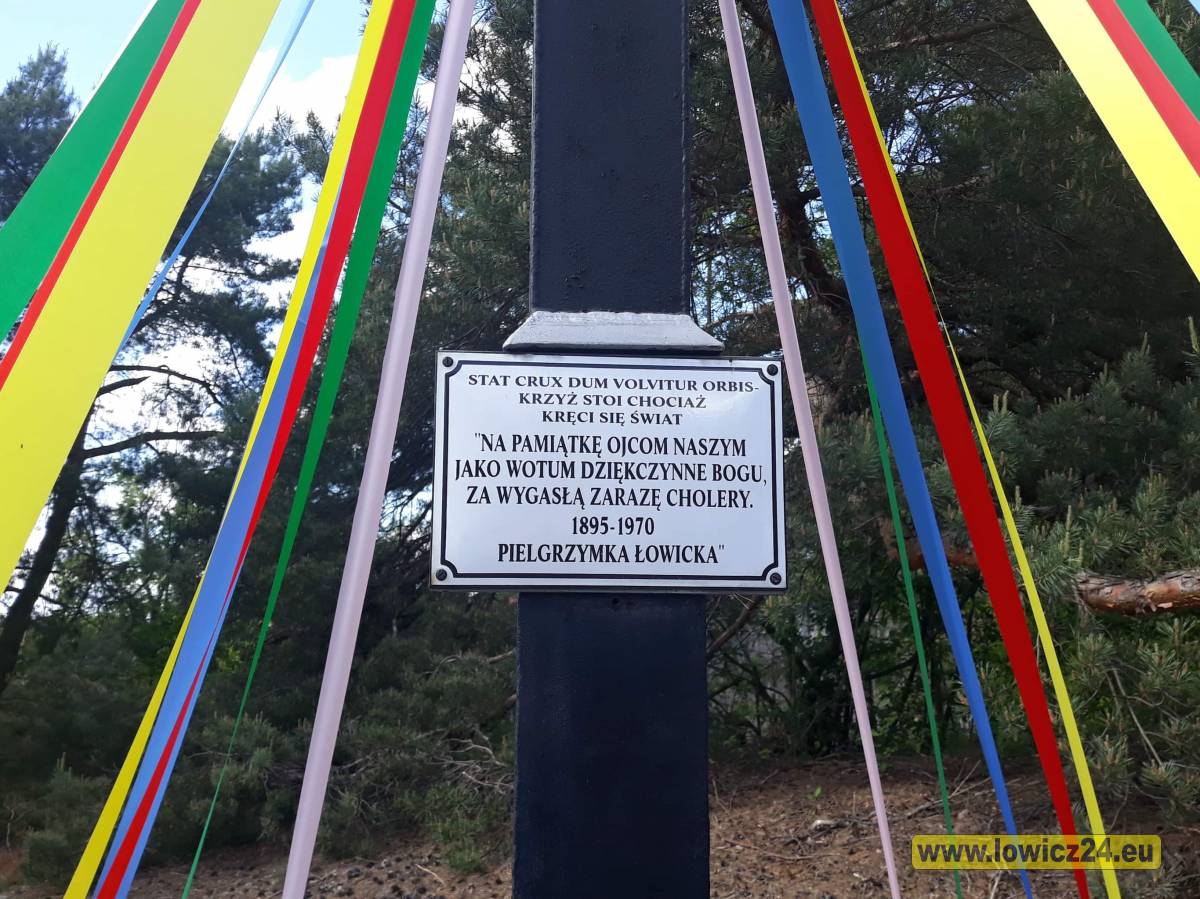 STAT CRUX DUM VOLVITUR ORBIS-
KRZYŻ STOI CHOCIAŻ
KRĘCI SIĘ ŚWIAT
"NA PAMIĄTKĘ OJCOM NASZYM
JAKO WOTUM DZIĘKCZYNNE BOGU,
ZA WYGASŁĄ ZARAZĘ CHOLERY.
1895-1970
PIELGRZYMKA ŁOWICKA"
www.lowicz24.eu